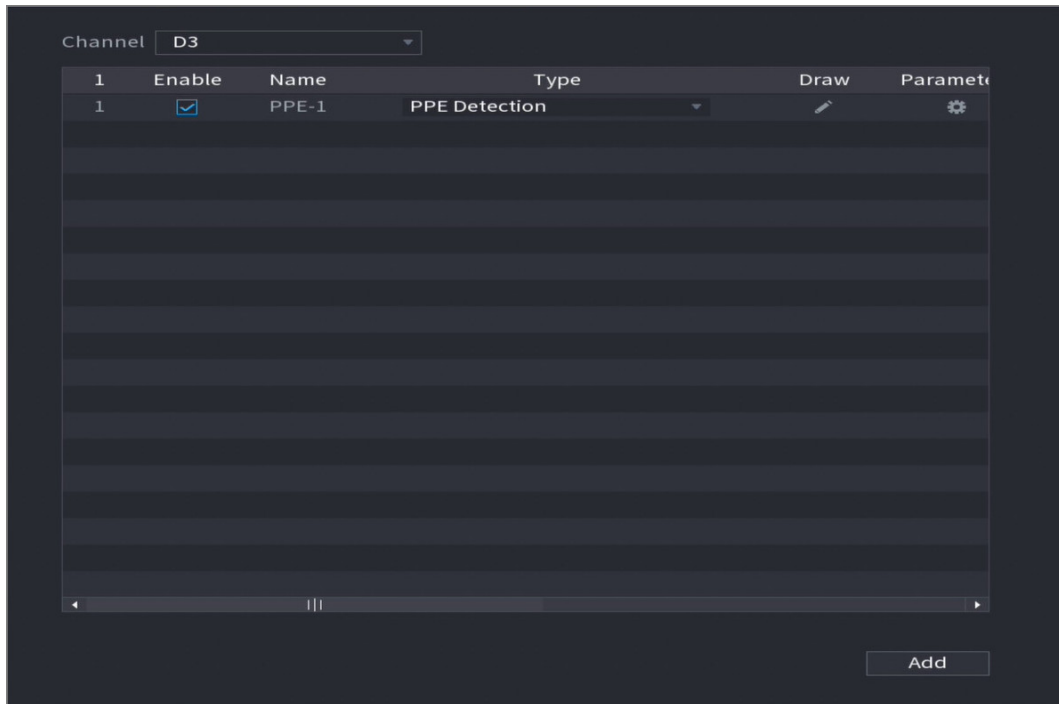 Channel D3
1 Enable Name Type Draw Paramete
1 PPE-1 PPE Detection
Add